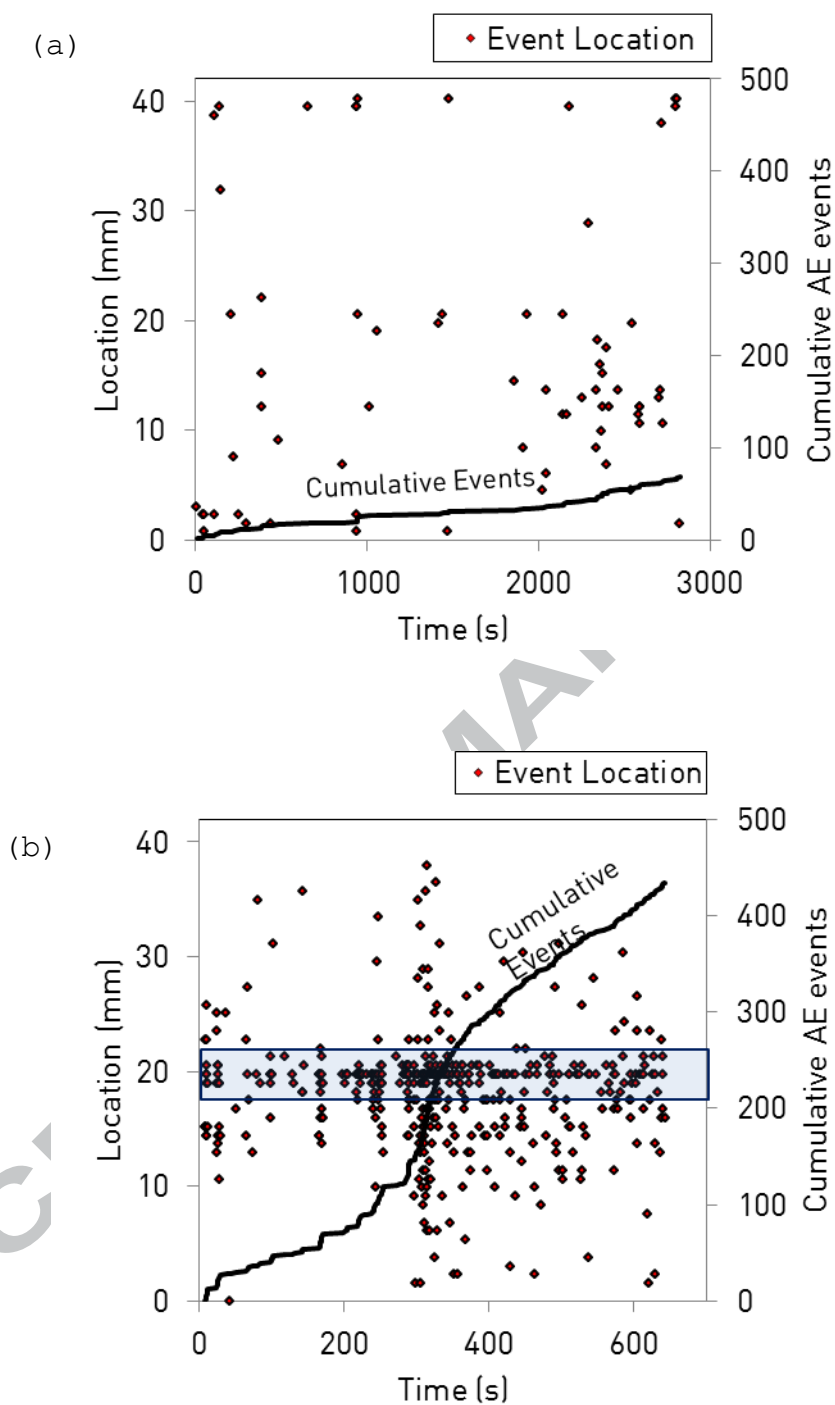 (a)
Event Location
500
40
400
30
300
20
200
10
100
0
0
Location (mm)
Cumulative AE events
Cumulative Events
0 1000 2000 3000
Time (s)
MA
Event Location
(b)
500
40
400
30
300
20
200
10
100
0
0
Location (mm)
Cumulative AE events
Cumulative
Events
0 200 400 600
Time (s)
C